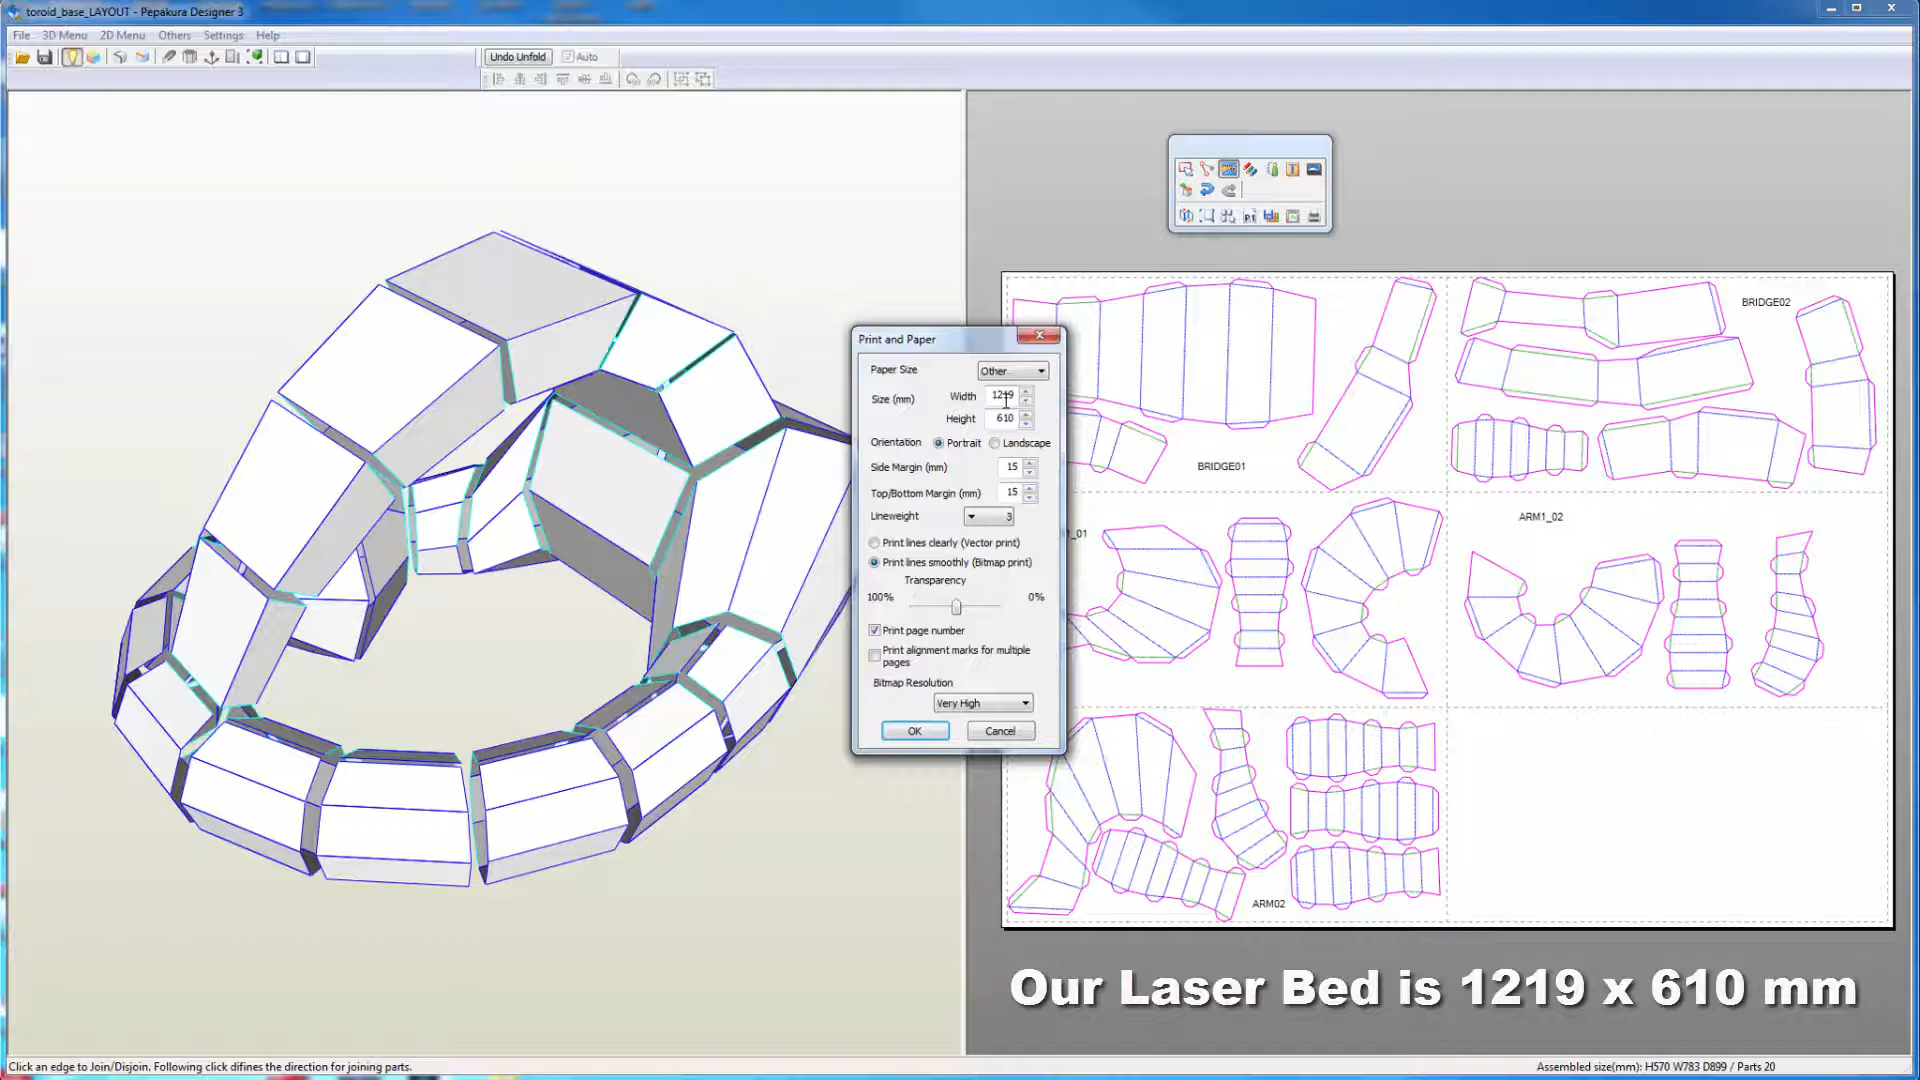 toroid_base_LAYOUT - Pepakura Designer 3
File 3D Menu 2D Menu Others Settings Help
Undo Unfold Auto
BRIDGE02
BRIDGE01
ARM1_02
ARM02
Print and Paper
Paper Size Other
Size (mm) Width 1219
Height 610
Orientation Portrait Landscape
Side Margin (mm) 15
Top/Bottom Margin (mm) 15
Lineweight 3
Print lines clearly (Vector print)
Print lines smoothly (Bitmap print)
Transparency
100% 0%
Print page number
Print alignment marks for multiple
pages
Bitmap Resolution
Very High
OK Cancel
Our Laser Bed is 1219 x 610 mm
Click an edge to Join/Disjoin. Following click difines the direction for joining parts.
Assembled size(mm): H570 W783 D899 / Parts 20